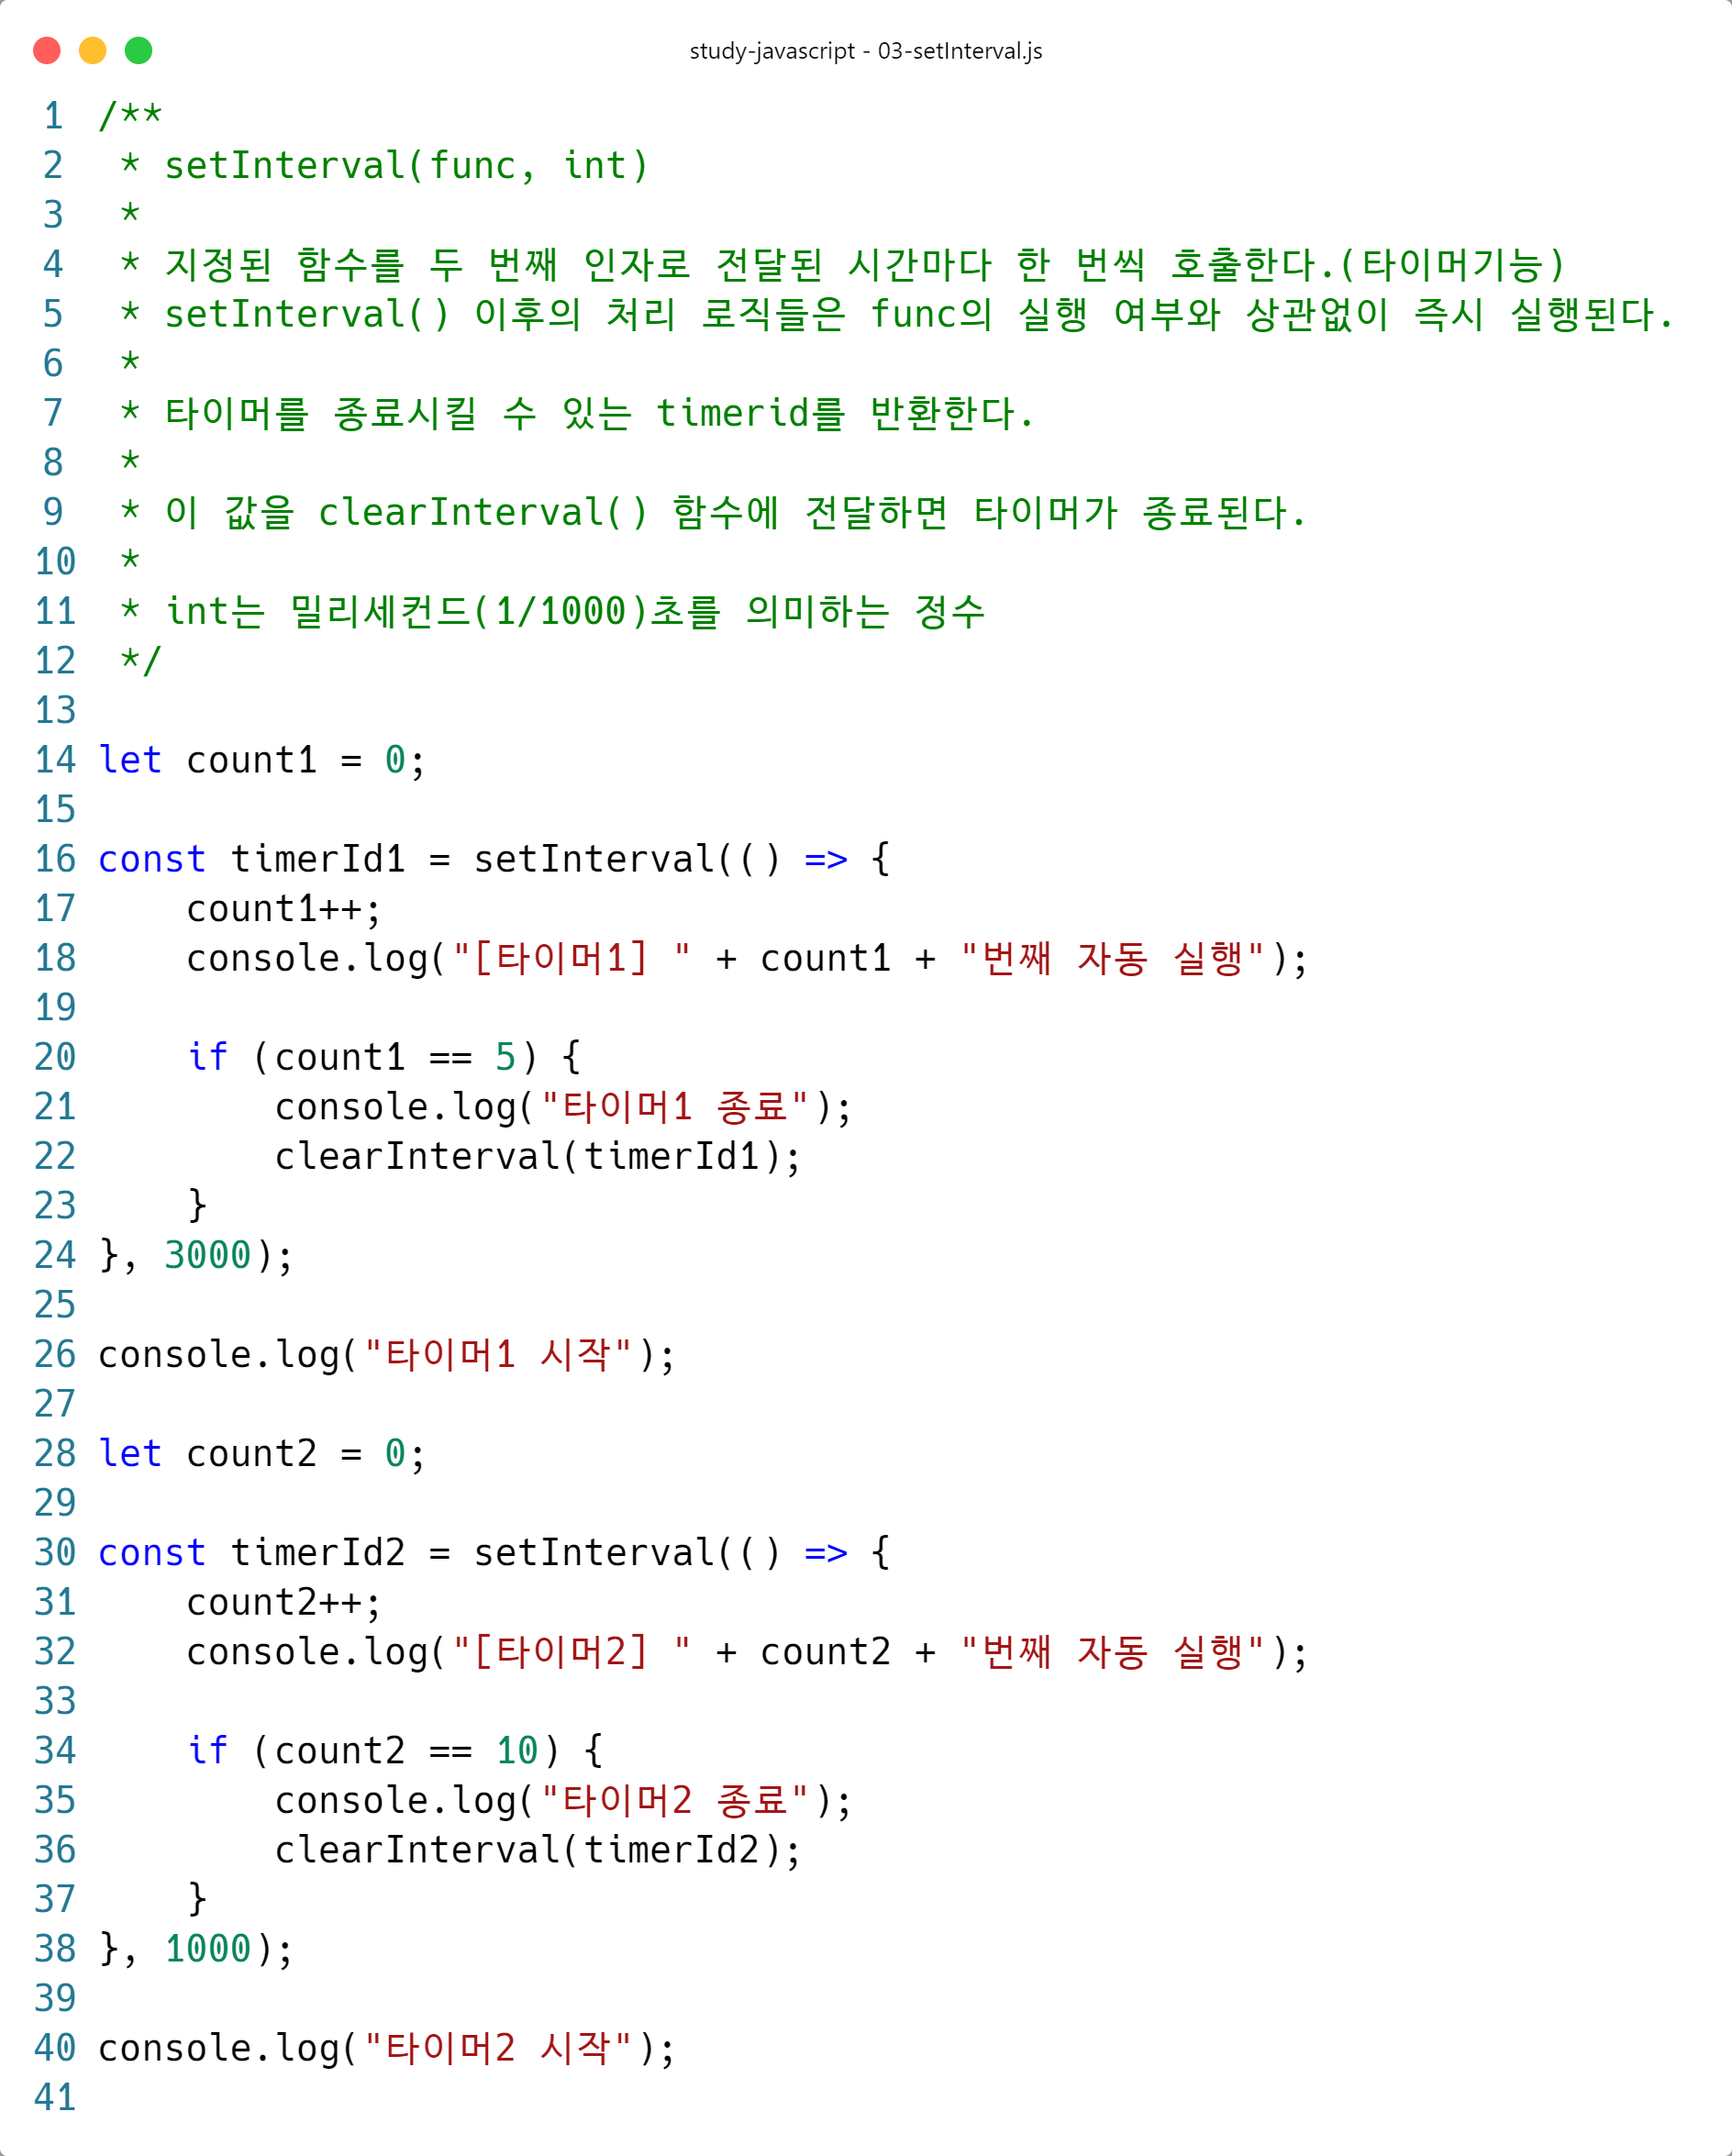 study-javascript - 03-setInterval.js
1 /**
2  * setInterval(func, int)
3  *
4  * 지정된 함수를 두 번째 인자로 전달된 시간마다 한 번씩 호출한다.(타이머기능)
5  * setInterval() 이후의 처리 로직들은 func의 실행 여부와 상관없이 즉시 실행된다.
6  *
7  * 타이머를 종료시킬 수 있는 timerid를 반환한다.
8  *
9  * 이 값을 clearInterval() 함수에 전달하면 타이머가 종료된다.
10  *
11  * int는 밀리세컨드(1/1000)초를 의미하는 정수
12  */
13
14 let count1 = 0;
15
16 const timerId1 = setInterval(() => {
17     count1++;
18     console.log("[타이머1] " + count1 + "번째 자동 실행");
19
20     if (count1 == 5) {
21         console.log("타이머1 종료");
22         clearInterval(timerId1);
23     }
24 }, 3000);
25
26 console.log("타이머1 시작");
27
28 let count2 = 0;
29
30 const timerId2 = setInterval(() => {
31     count2++;
32     console.log("[타이머2] " + count2 + "번째 자동 실행");
33
34     if (count2 == 10) {
35         console.log("타이머2 종료");
36         clearInterval(timerId2);
37     }
38 }, 1000);
39
40 console.log("타이머2 시작");
41